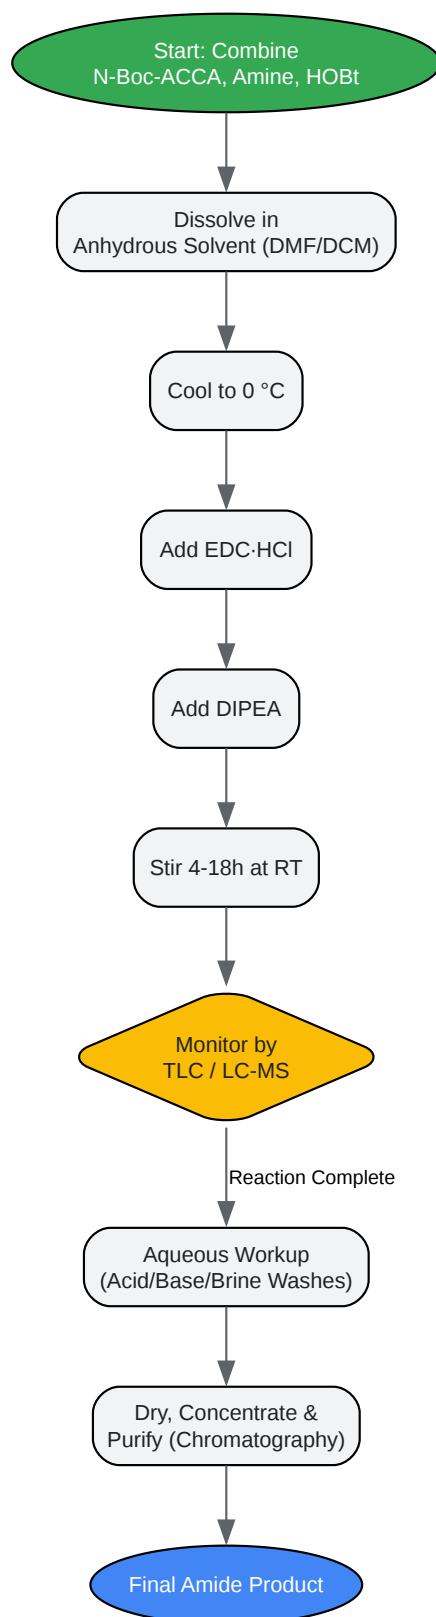 Start: Combine
N-Boc-ACCA, Amine, HOBt
Dissolve in
Anhydrous Solvent (DMF/DCM)
Cool to 0 °C
Add EDC·HCl
Add DIPEA
Stir 4-18h at RT
Monitor by
TLC / LC-MS
Reaction Complete
Aqueous Workup
(Acid/Base/Brine Washes)
Dry, Concentrate &
Purify (Chromatography)
Final Amide Product